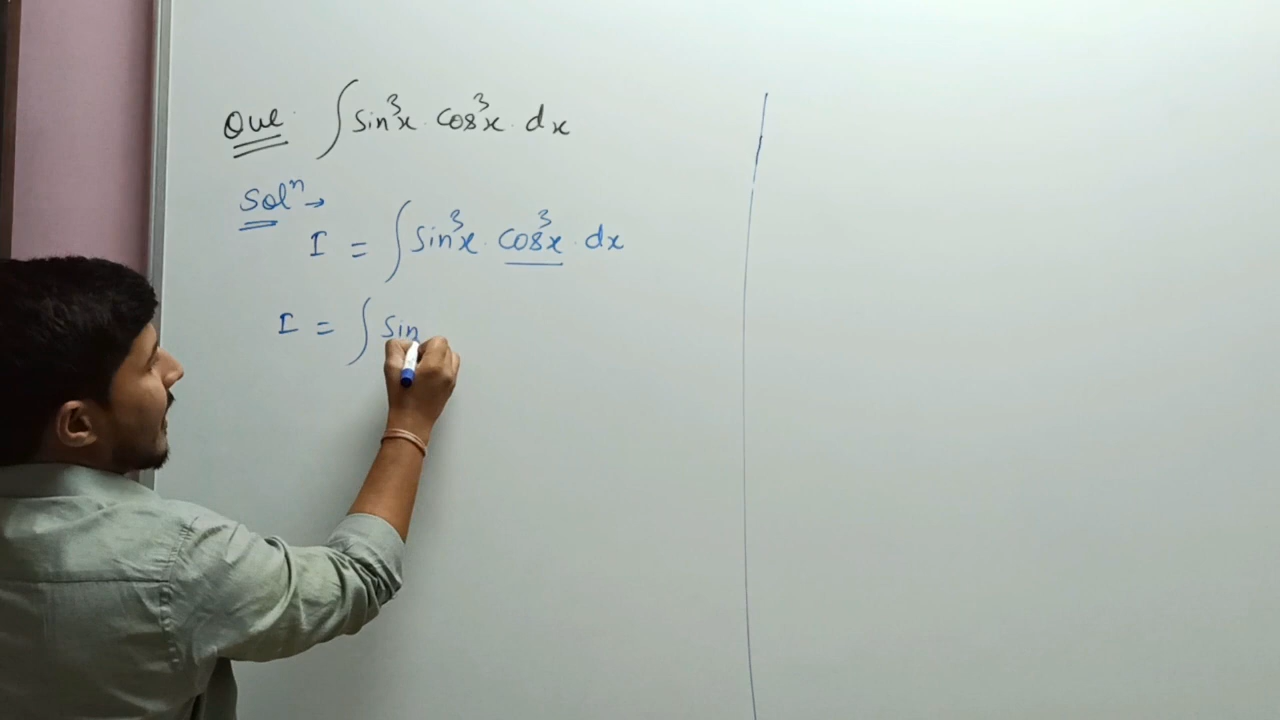 Que. ∫ sin³x · cos³x · dx
Solⁿ →
I = ∫ sin³x · cos³x · dx
I = ∫ sin